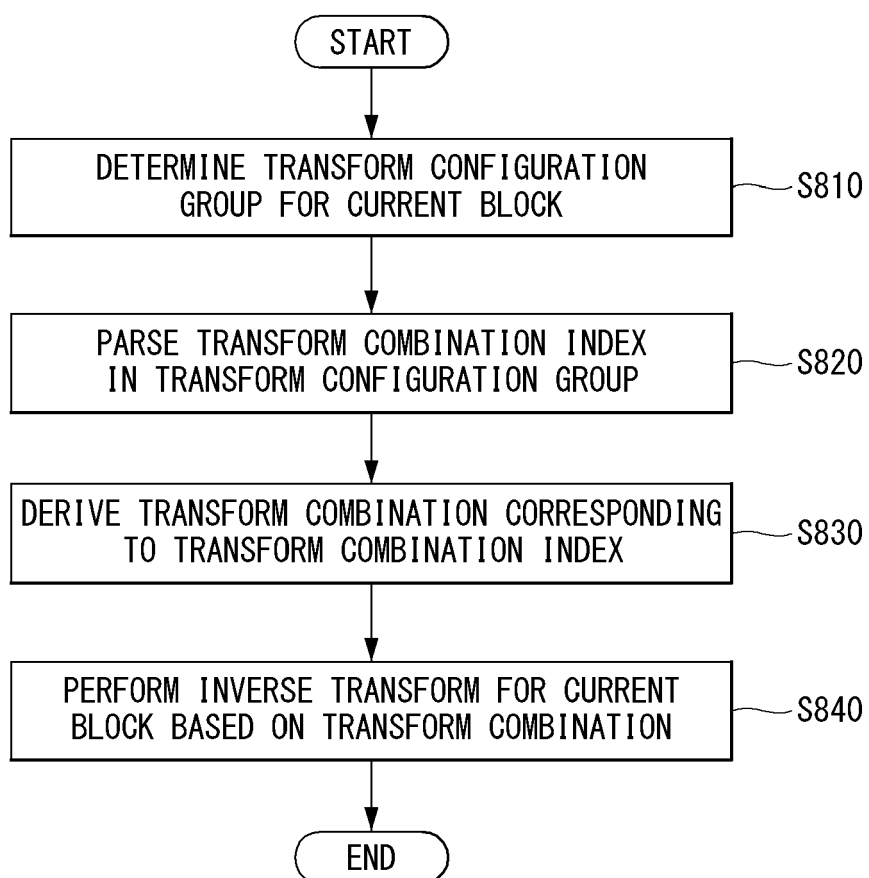 START
DETERMINE TRANSFORM CONFIGURATION
GROUP FOR CURRENT BLOCK
S810
PARSE TRANSFORM COMBINATION INDEX
IN TRANSFORM CONFIGURATION GROUP
S820
DERIVE TRANSFORM COMBINATION CORRESPONDING
TO TRANSFORM COMBINATION INDEX
S830
PERFORM INVERSE TRANSFORM FOR CURRENT
BLOCK BASED ON TRANSFORM COMBINATION
S840
END